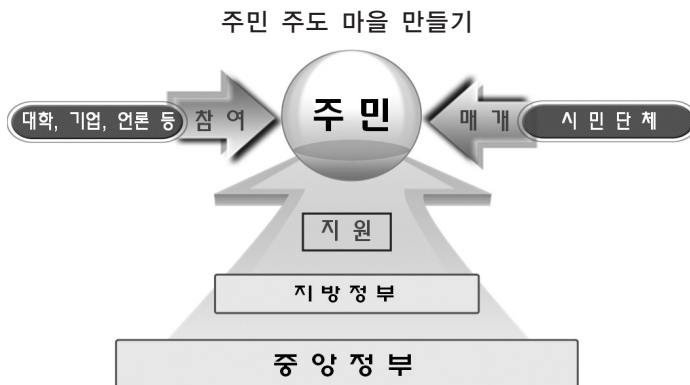 주민 주도 마을 만들기
대학, 기업, 언론 등 참 여 주 민 매 개 시 민 단 체
지 원
지 방 정 부
중 앙 정 부